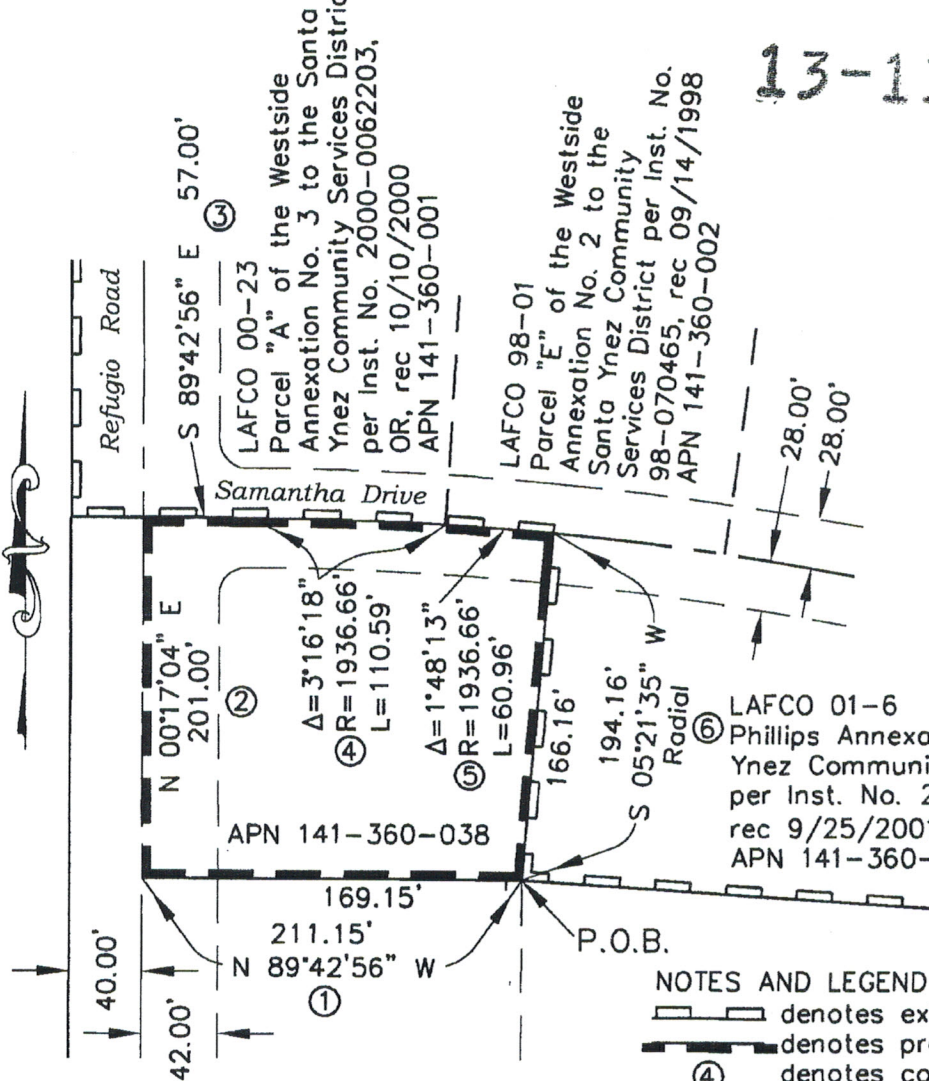 13-1
Refugio Road
S 89°42'56" E 57.00'
③
LAFCO 00-23
Parcel "A" of the Westside
Annexation No. 3 to the Santa
Ynez Community Services
per Inst. No. 2000-0062203,
OR, rec 10/10/2000
APN 141-360-001
LAFCO 98-01
Parcel "E" of the Westside
Annexation No. 2 to the
Santa Ynez Community
Services District per Inst. No.
98-070465, rec 09/14/1998
APN 141-360-002
Samantha Drive
28.00'
28.00'
N 00°17'04" E
201.00'
②
Δ=3°16'18"
④ R=1936.66'
L=110.59'
Δ=1°48'13"
⑤ R=1936.66'
L=60.96'
166.16'
194.16'
S 05°21'35" W
Radial
⑥
LAFCO 01-6
Phillips
Ynez
per Inst. No. 2
rec 9/25/2001
APN 141-360-
APN 141-360-038
169.15'
211.15'
N 89°42'56" W
①
P.O.B.
40.00'
42.00'
NOTES AND LEGEND
denotes ex
denotes pr
④ denotes co